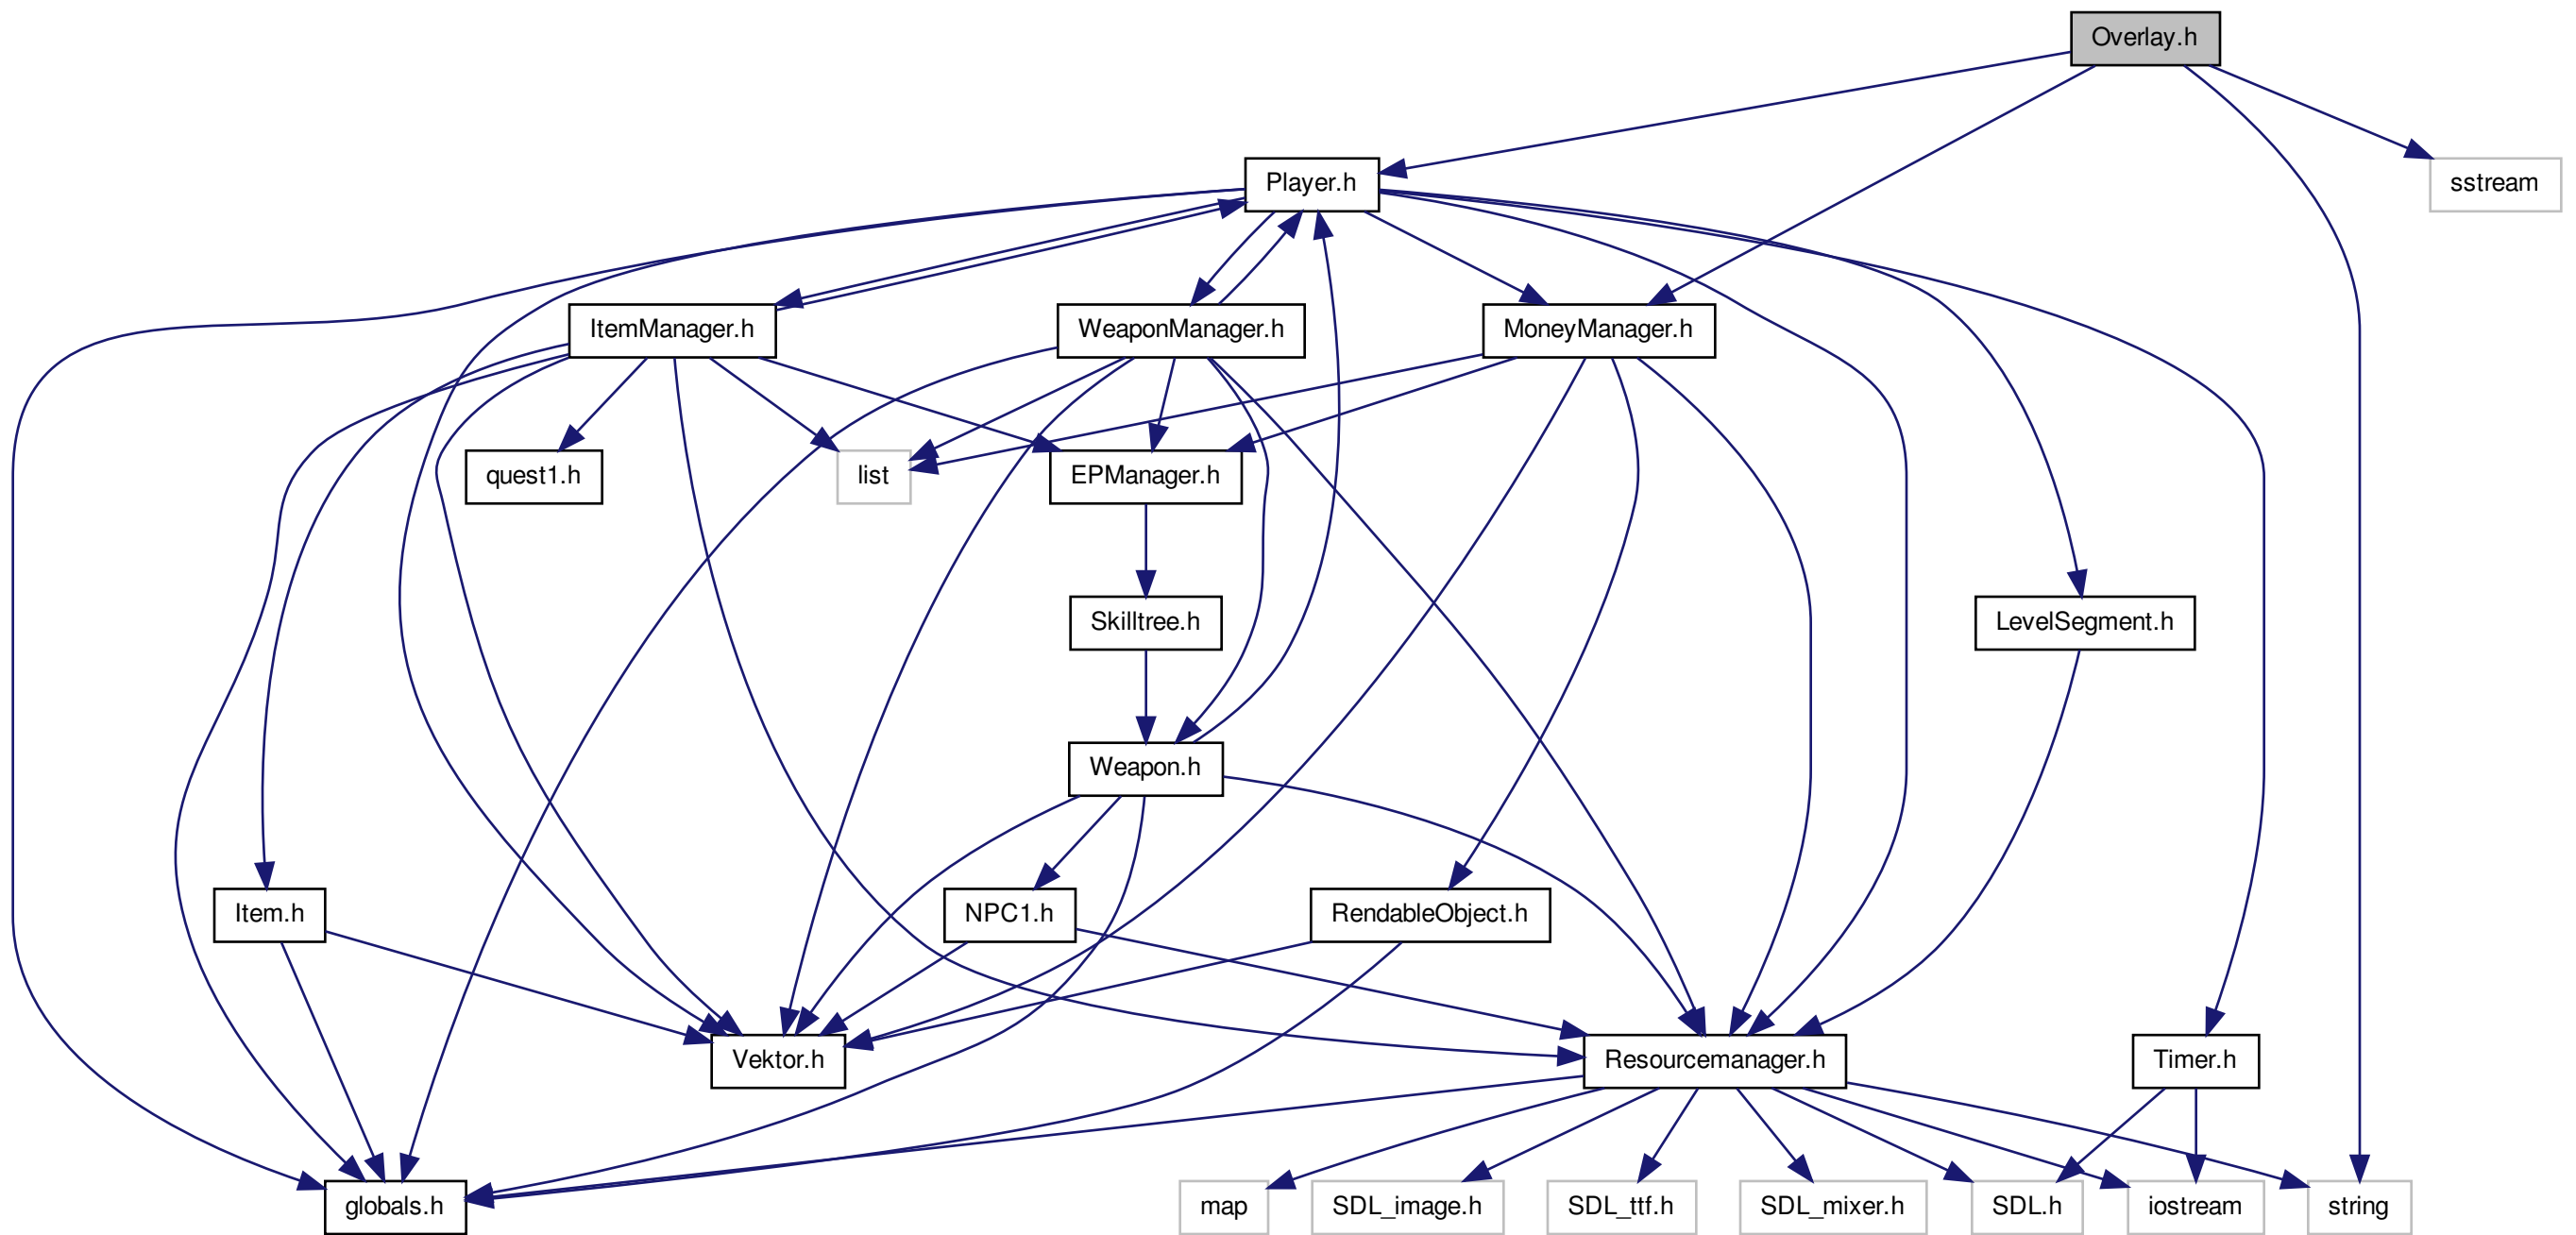 Overlay.h
Player.h
sstream
ItemManager.h
WeaponManager.h
MoneyManager.h
quest1.h
list
EPManager.h
Skilltree.h
LevelSegment.h
Weapon.h
Item.h
NPC1.h
RendableObject.h
Vektor.h
Resourcemanager.h
Timer.h
globals.h
map
SDL_image.h
SDL_ttf.h
SDL_mixer.h
SDL.h
iostream
string